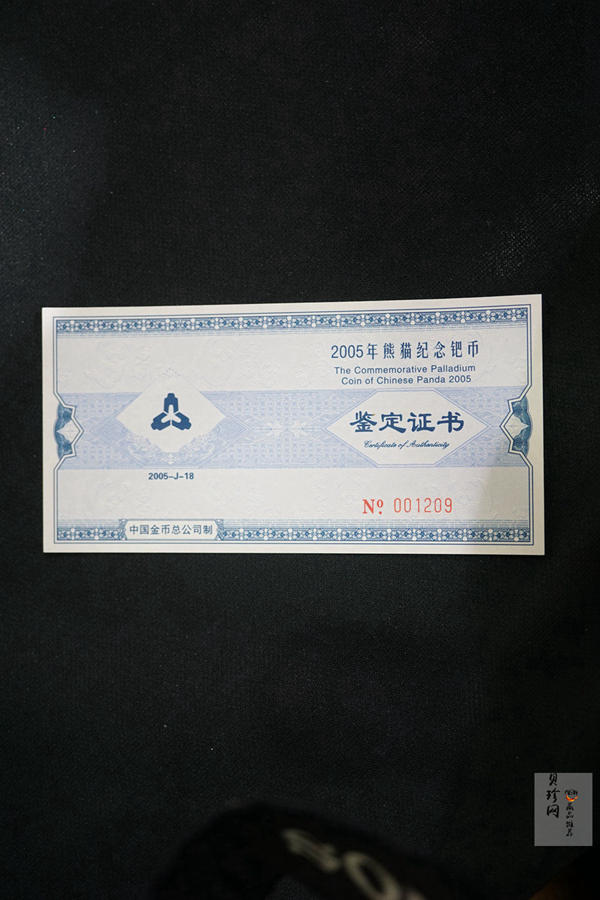 2005年熊猫纪念钯币
The Commemorative Palladium
Coin of Chinese Panda 2005
鉴定证书
Certificate of Authenticity
2005-J-18
Nº 001209
中国金币总公司制
贝珍网